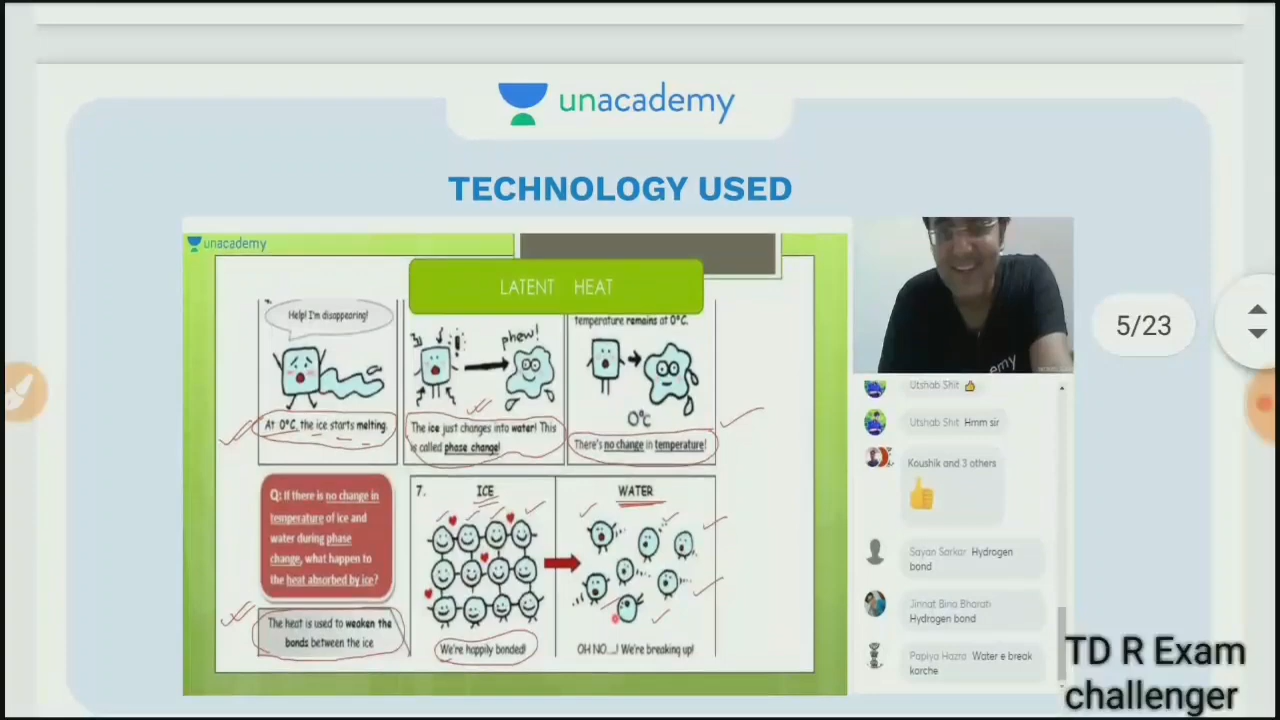 unacademy
TECHNOLOGY USED
unacademy
LATENT HEAT
Help! I'm disappearing!
At 0°C, the ice starts melting.
phew!
The ice just changes into water! This
is called phase change!
temperature remains at 0°C.
0°C
There's no change in temperature!
Q: If there is no change in
temperature of ice and
water during phase
change, what happen to
the heat absorbed by ice?
The heat is used to weaken the
bonds between the ice
7.
ICE
We're happily bonded!
WATER
OH NO...! We're breaking up!
emy
5/23
Utshab Shit 👍
Utshab Shit Hmm sir
Koushik and 3 others
Sayan Sarkar Hydrogen
bond
Jinnat Bina Bharati
Hydrogen bond
Papiya Hazra Water e break
karche
TD R Exam
challenger